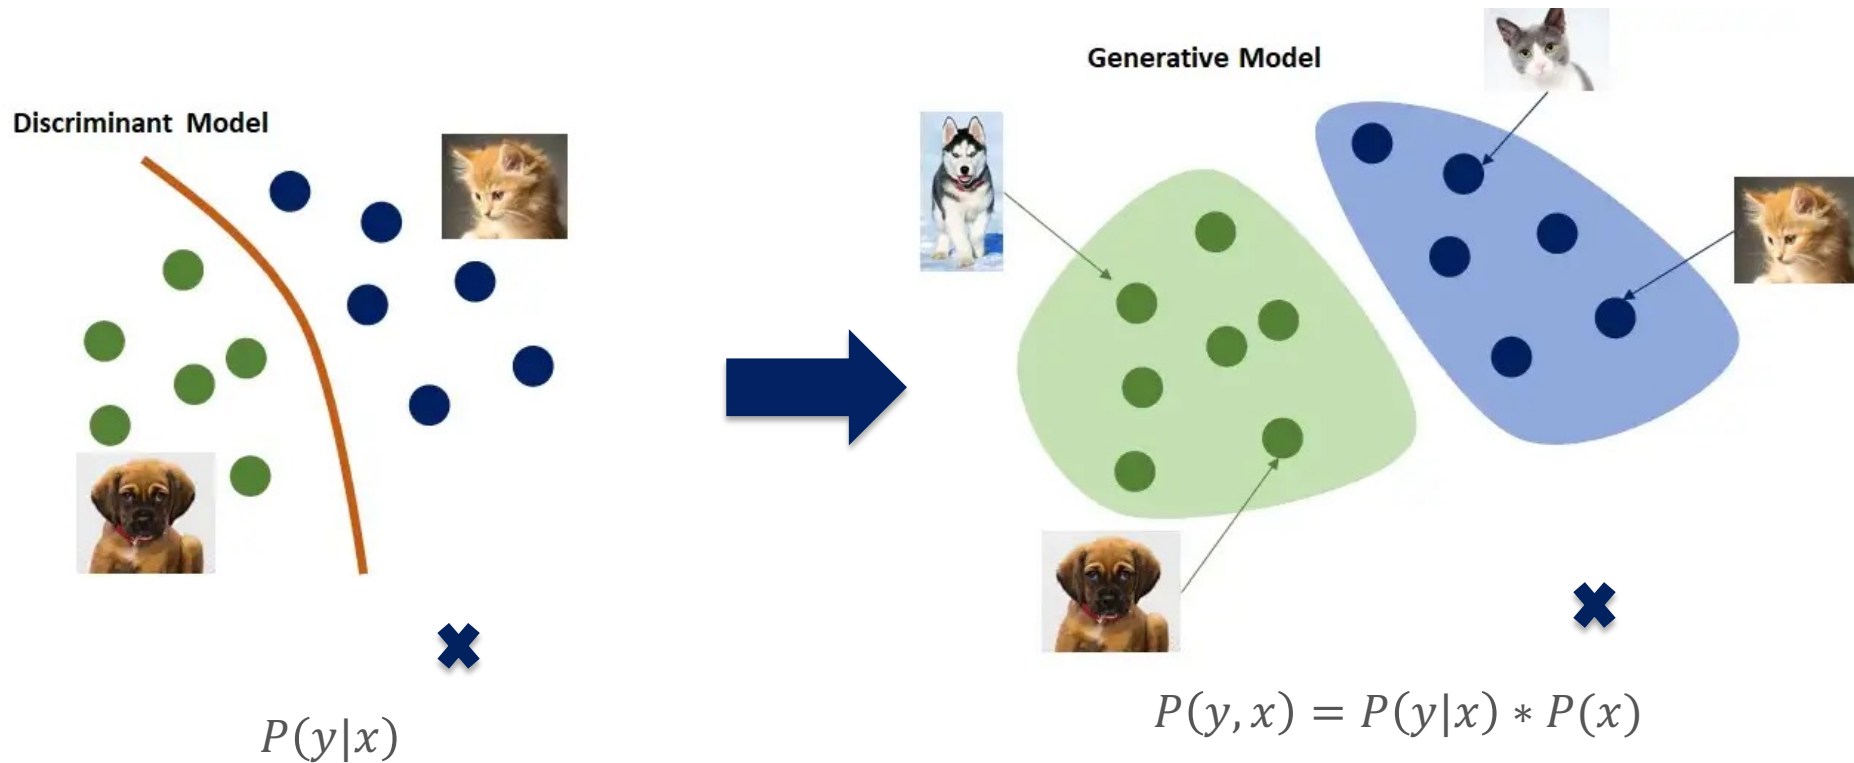 Discriminant Model
P(y|x)
Generative Model
P(y, x) = P(y|x) * P(x)